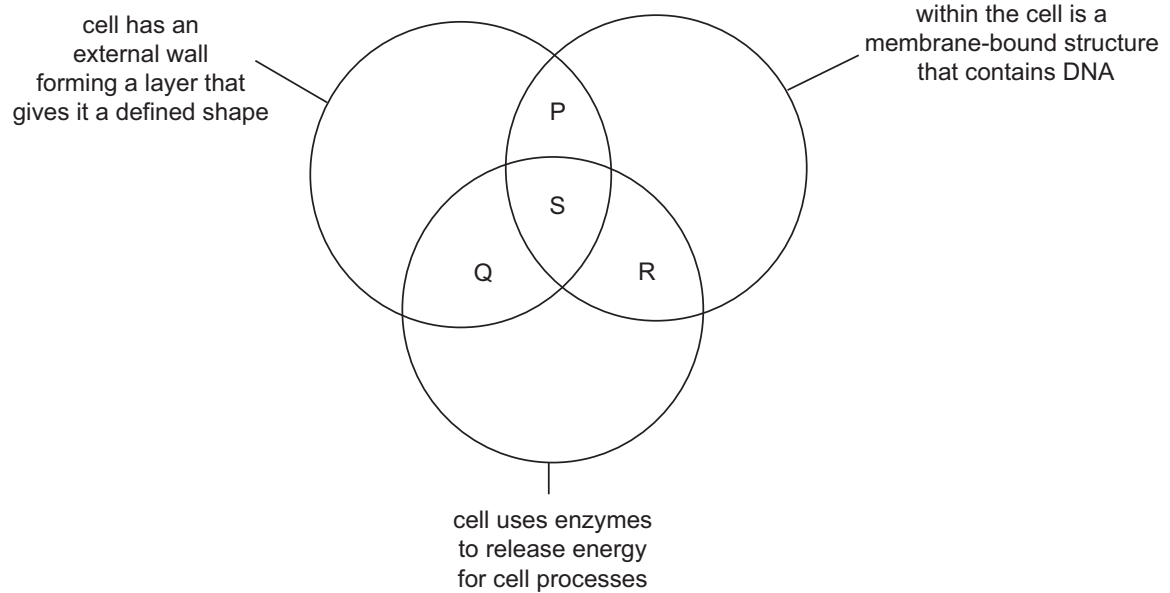 cell has an
external wall
forming a layer that
gives it a defined shape
within the cell is a
membrane-bound structure
that contains DNA
P
S
Q
R
cell uses enzymes
to release energy
for cell processes